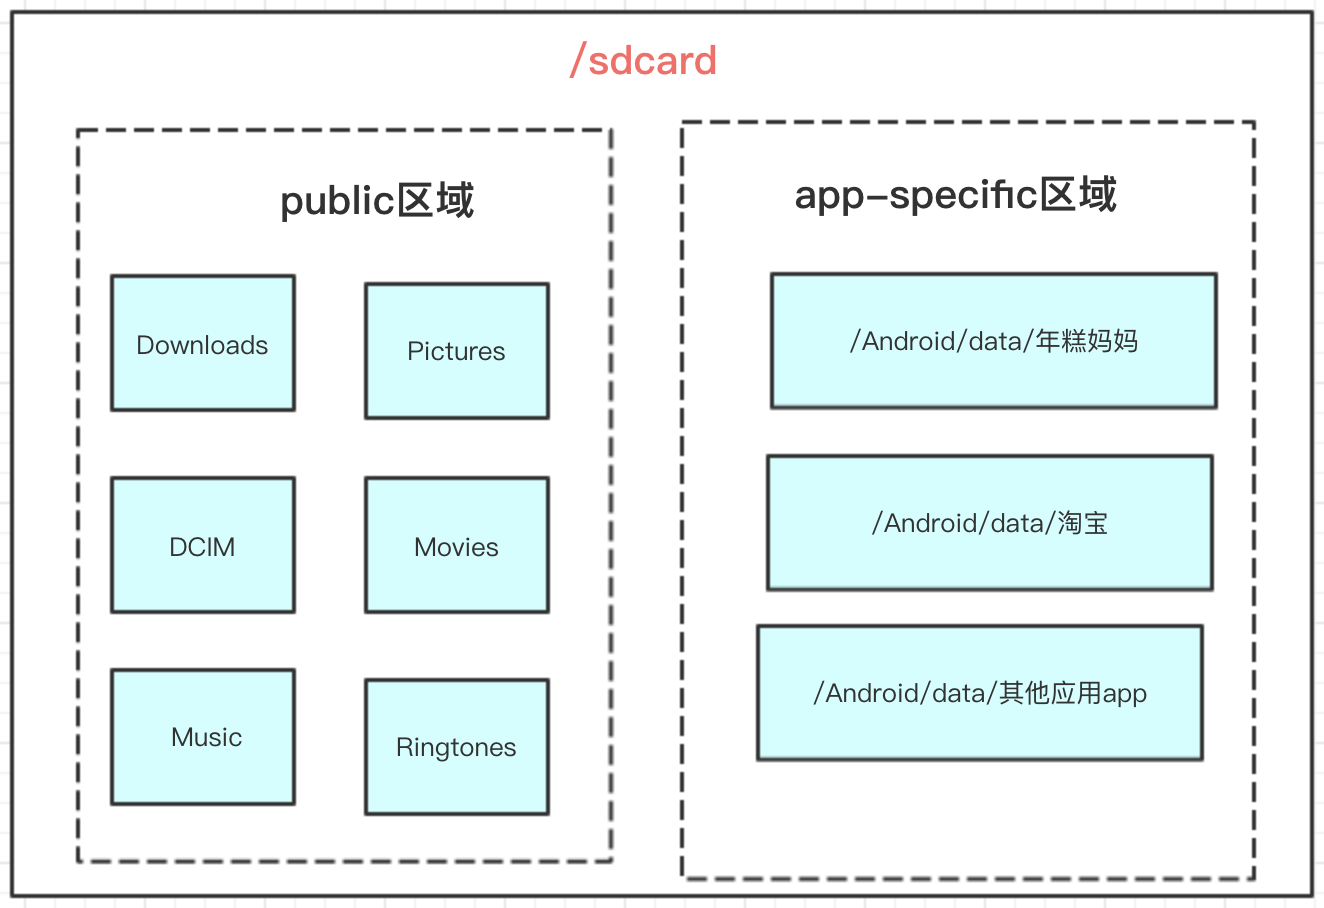 /sdcard
public区域
Downloads
Pictures
DCIM
Movies
Music
Ringtones
app-specific区域
/Android/data/年糕妈妈
/Android/data/淘宝
/Android/data/其他应用app